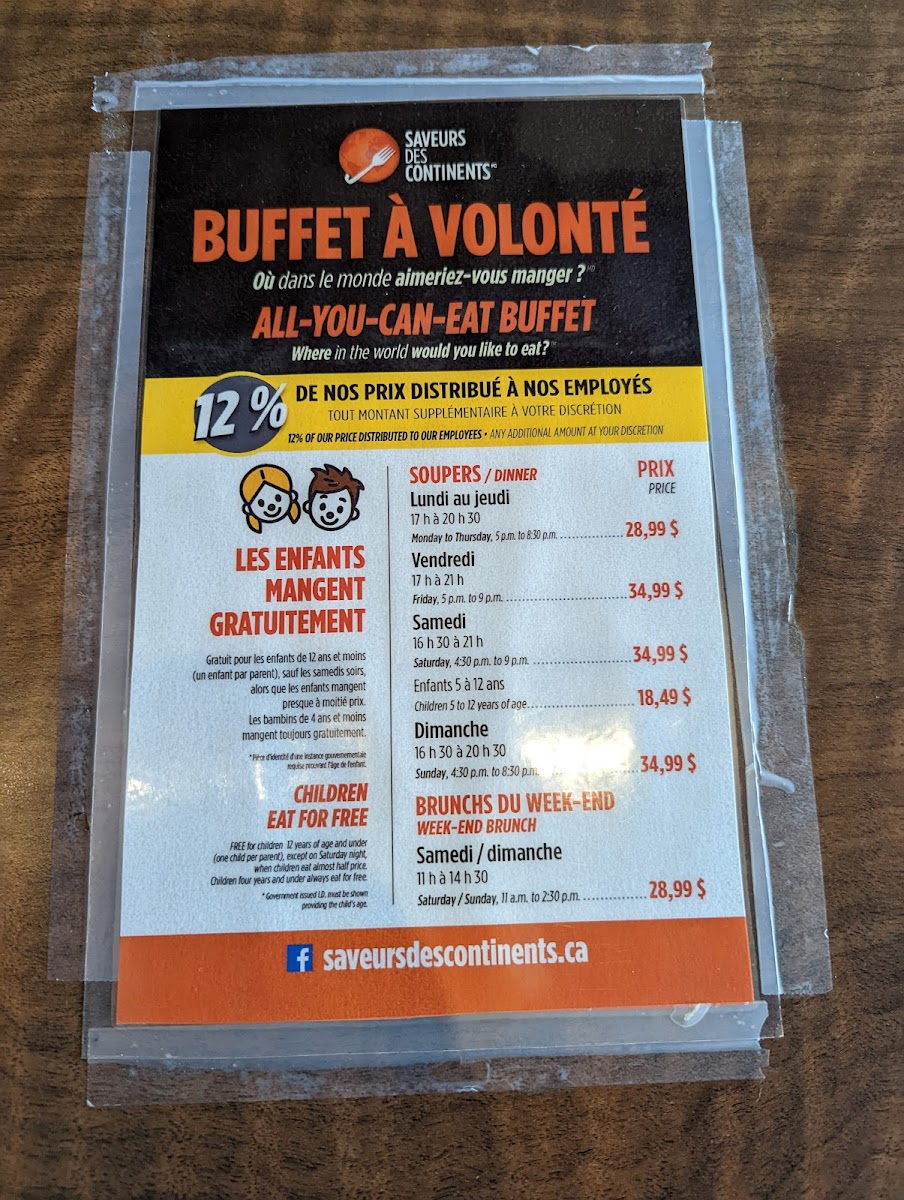 SAVEURS
DES
CONTINENTS
BUFFET À VOLONTÉ
Où dans le monde aimeriez-vous manger ? MD
ALL-YOU-CAN-EAT BUFFET
Where in the world would you like to eat?
12 % DE NOS PRIX DISTRIBUÉ À NOS EMPLOYÉS
TOUT MONTANT SUPPLÉMENTAIRE À VOTRE DISCRÉTION
12% OF OUR PRICE DISTRIBUTED TO OUR EMPLOYEES • ANY ADDITIONAL AMOUNT AT YOUR DISCRETION
LES ENFANTS
MANGENT
GRATUITEMENT
Gratuit pour les enfants de 12 ans et moins
(un enfant par parent), sauf les samedis soirs,
alors que les enfants mangent
presque à moitié prix.
Les bambins de 4 ans et moins
mangent toujours gratuitement.
* Pièce d'identité d'une instance gouvernementale
requise prouvant l'âge de l'enfant.
CHILDREN
EAT FOR FREE
FREE for children 12 years of age and under
(one child per parent), except on Saturday night,
when children eat almost half price.
Children four years and under always eat for free.
* Government issued I.D. must be shown
providing the child's age.
SOUPERS / DINNER PRIX
PRICE
Lundi au jeudi
17 h à 20 h 30
Monday to Thursday, 5 p.m. to 8:30 p.m. .................. 28,99 $
Vendredi
17 h à 21 h
Friday, 5 p.m. to 9 p.m. .................. 34,99 $
Samedi
16 h 30 à 21 h
Saturday, 4:30 p.m. to 9 p.m. .................. 34,99 $
Enfants 5 à 12 ans
Children 5 to 12 years of age .................. 18,49 $
Dimanche
16 h 30 à 20 h 30
Sunday, 4:30 p.m. to 8:30 p.m. .................. 34,99 $
BRUNCHS DU WEEK-END
WEEK-END BRUNCH
Samedi / dimanche
11 h à 14 h 30
Saturday / Sunday, 11 a.m. to 2:30 p.m. .................. 28,99 $
f saveursdescontinents.ca